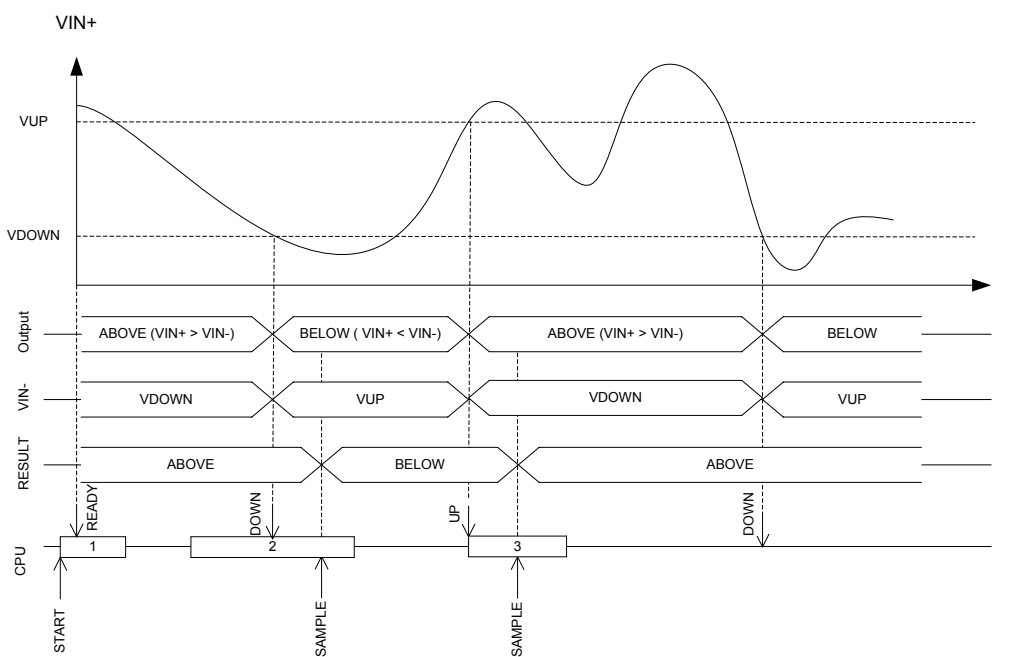 VIN+
VUP
VDOWN
Output
ABOVE (VIN+ > VIN-)
BELOW ( VIN+ < VIN-)
ABOVE (VIN+ > VIN-)
BELOW
VIN-
VDOWN
VUP
VDOWN
VUP
RESULT
ABOVE
BELOW
ABOVE
READY
DOWN
UP
DOWN
CPU
1
2
3
START
SAMPLE
SAMPLE